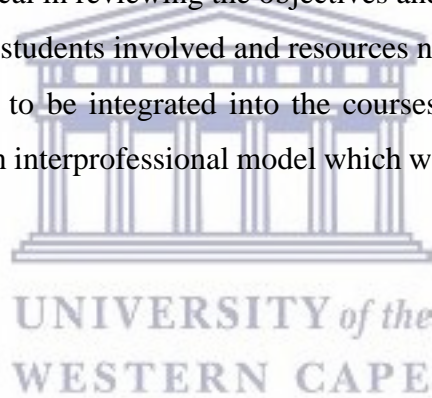 in reviewing the objectives and
students involved and resources
to be integrated into the courses
interprofessional model which
UNIVERSITY of the
WESTERN CAPE